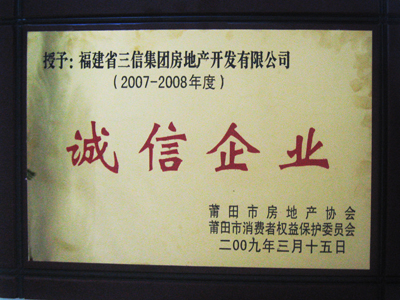 授予：福建省三信集团房地产开发有限公司
（2007-2008年度）
诚信企业
莆田市房地产协会
莆田市消费者权益保护委员会
二00九年三月十五日